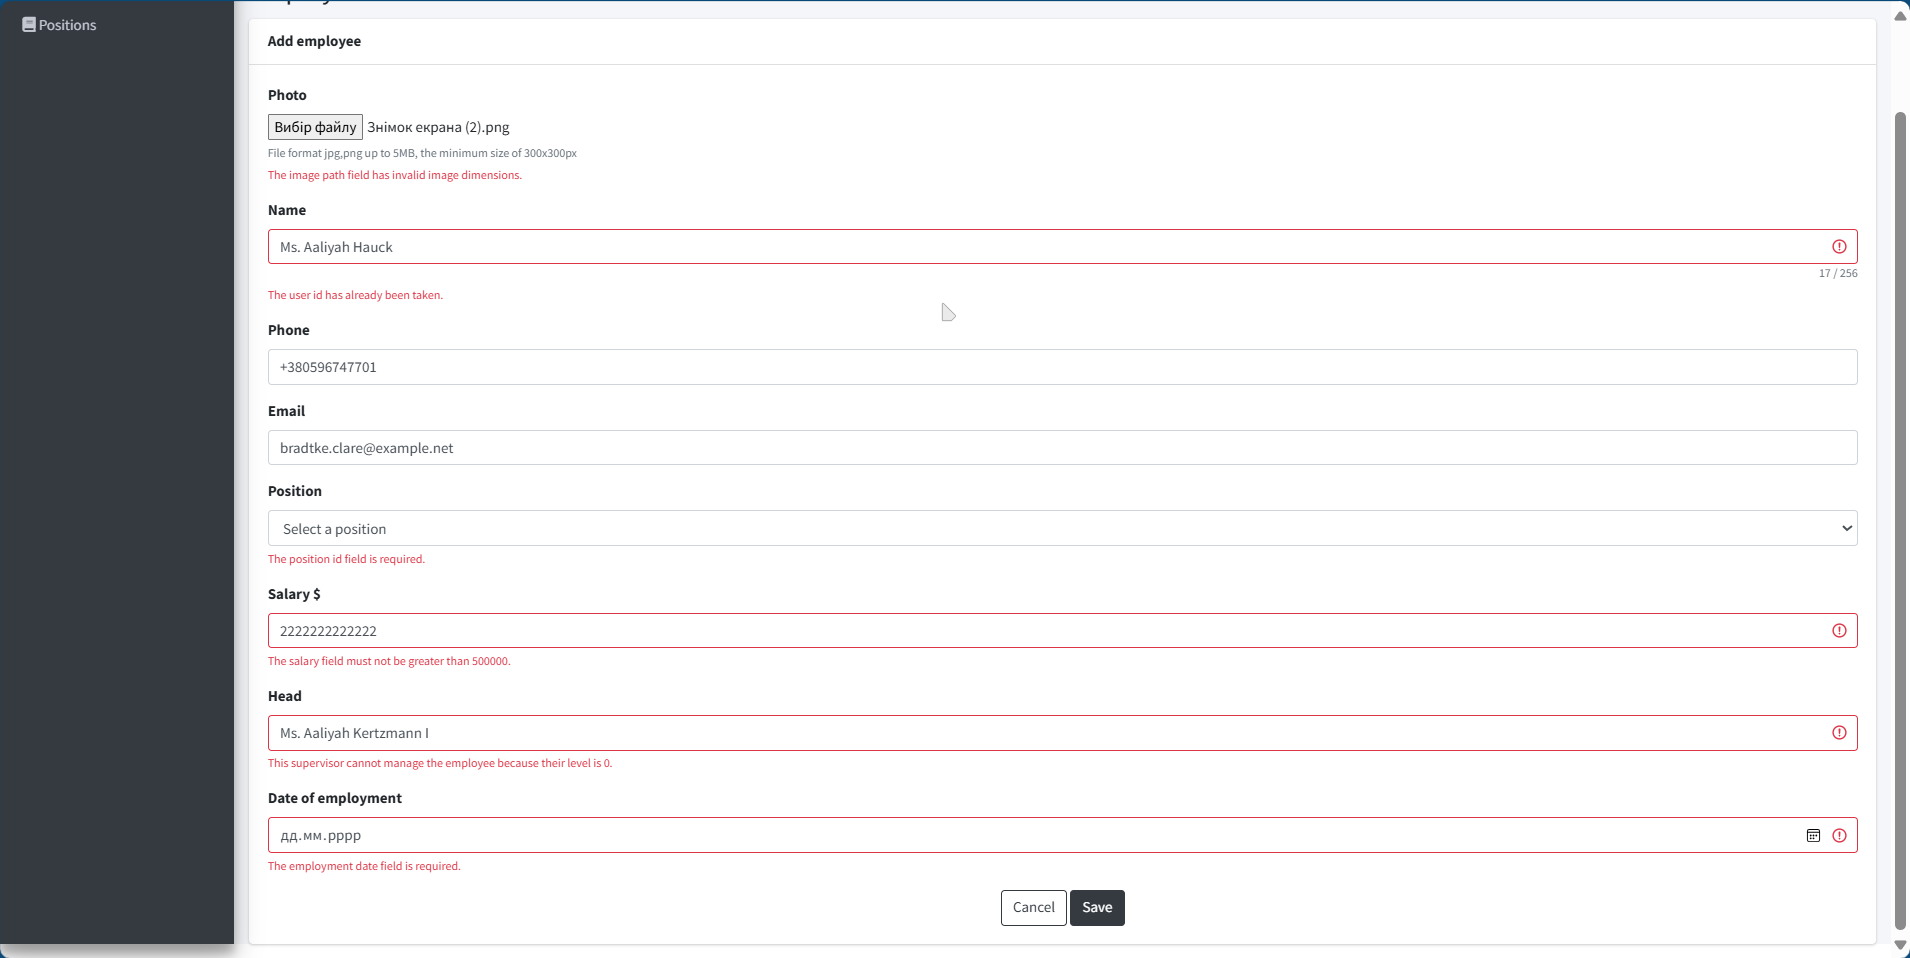 Positions
Add employee
Photo
Вибір файлу Знімок екрана (2).png
File format jpg,png up to 5MB, the minimum size of 300x300px
The image path field has invalid image dimensions.
Name
Ms. Aaliyah Hauck
17 / 256
The user id has already been taken.
Phone
+380596747701
Email
bradtke.clare@example.net
Position
Select a position
The position id field is required.
Salary $
2222222222222
The salary field must not be greater than 500000.
Head
Ms. Aaliyah Kertzmann I
This supervisor cannot manage the employee because their level is 0.
Date of employment
дд.мм.рррр
The employment date field is required.
Cancel Save